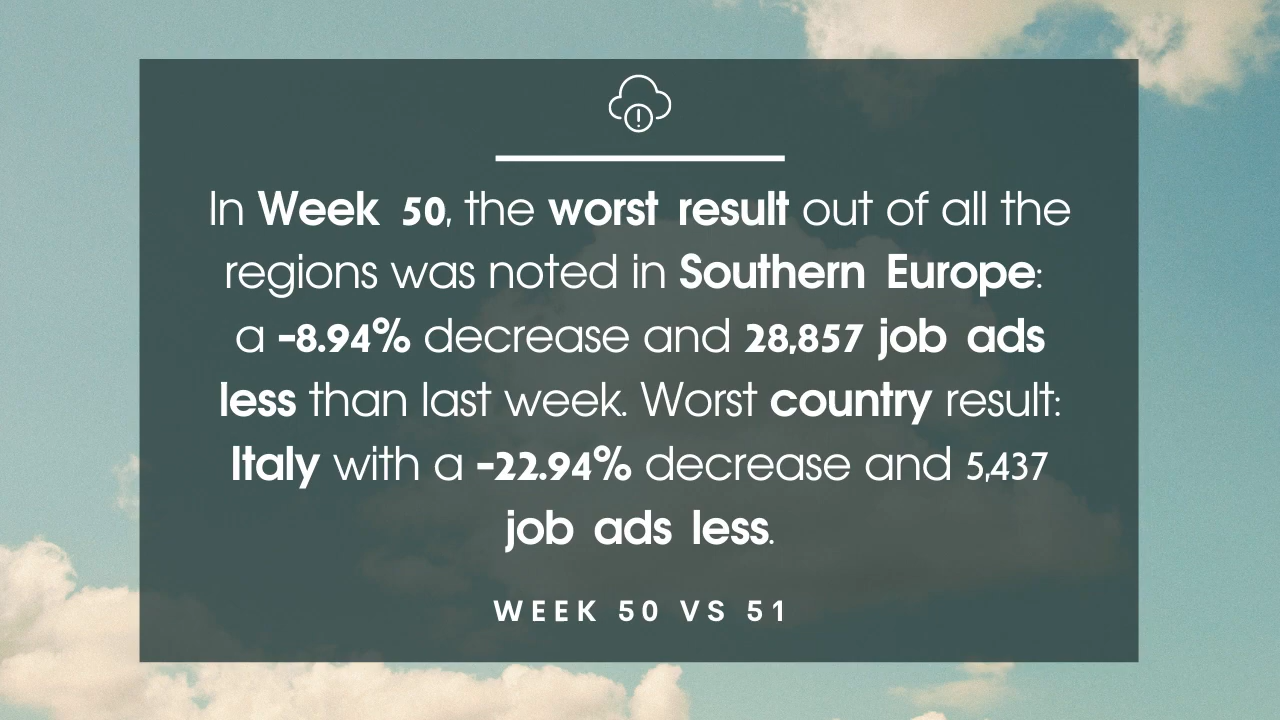 In Week 50, the worst result out of all the
regions was noted in Southern Europe:
a -8.94% decrease and 28,857 job ads
less than last week. Worst country result:
Italy with a -22.94% decrease and 5,437
job ads less.
WEEK 50 VS 51